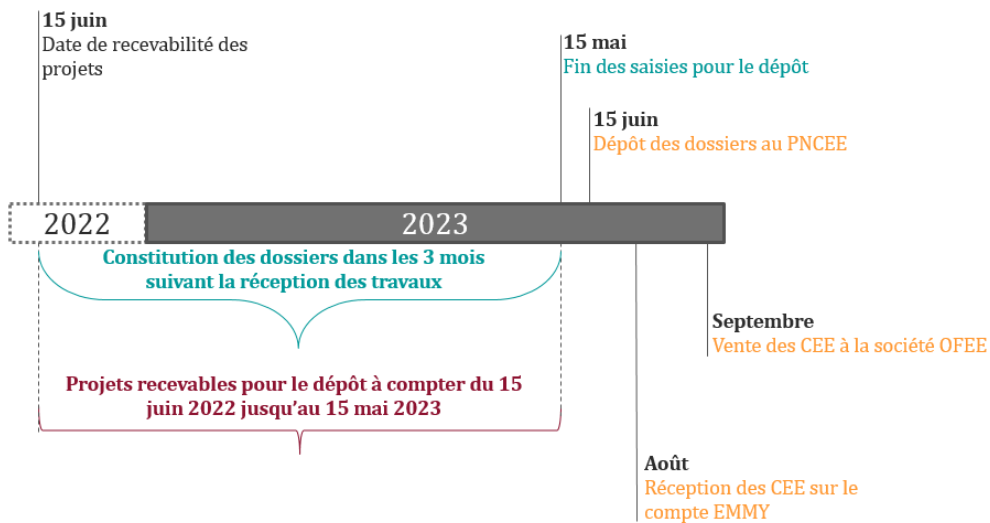 15 juin
Date de recevabilité des
projets
15 mai
Fin des saisies pour le dépôt
15 juin
Dépôt des dossiers au PNCEE
2022
2023
Constitution des dossiers dans les 3 mois
suivant la réception des travaux
Septembre
Vente des CEE à la société OFEE
Projets recevables pour le dépôt à compter du 15
juin 2022 jusqu'au 15 mai 2023
Août
Réception des CEE sur le
compte EMMY